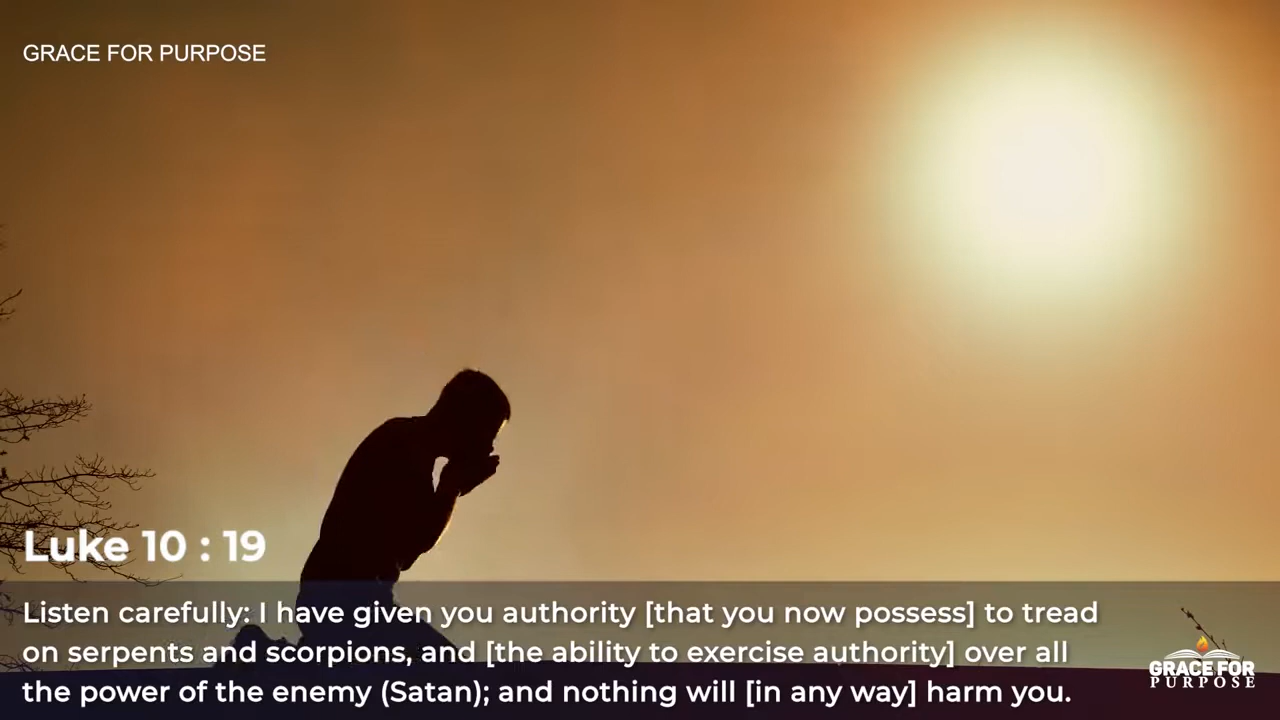 GRACE FOR PURPOSE
Luke 10 : 19
Listen carefully: I have given you authority [that you now possess] to tread
on serpents and scorpions, and [the ability to exercise authority] over all
the power of the enemy (Satan); and nothing will [in any way] harm you.
GRACE FOR
PURPOSE